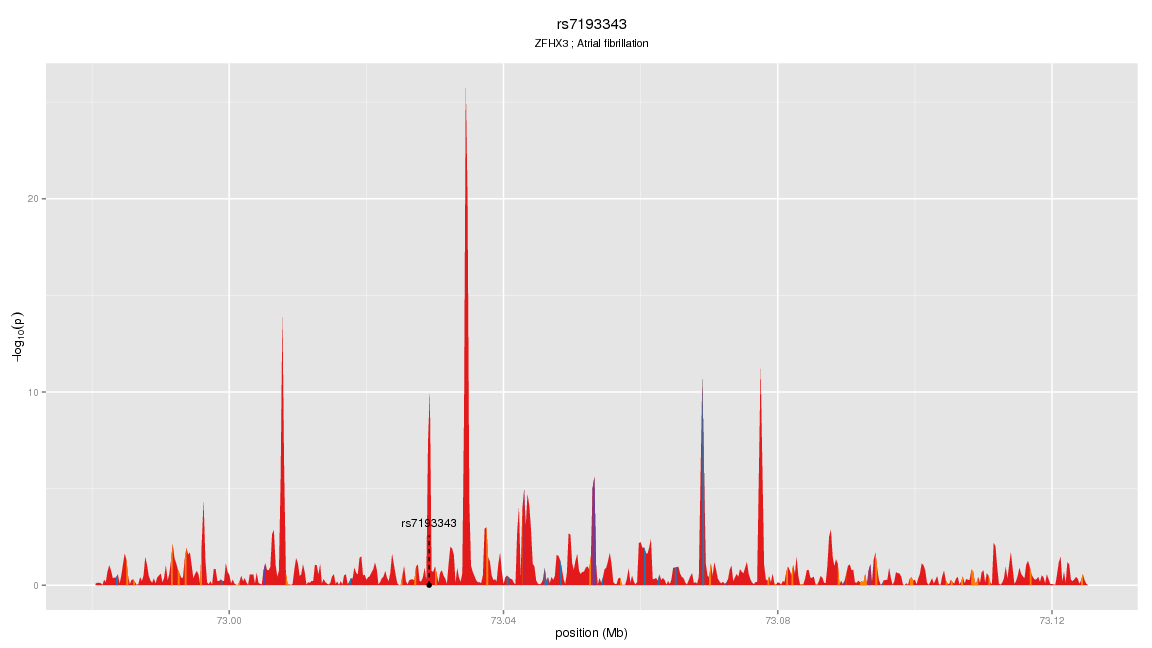 rs7193343
ZFHX3 ; Atrial fibrillation
−log10(p)
20
10
0
rs7193343
73.00
73.04
73.08
73.12
position (Mb)